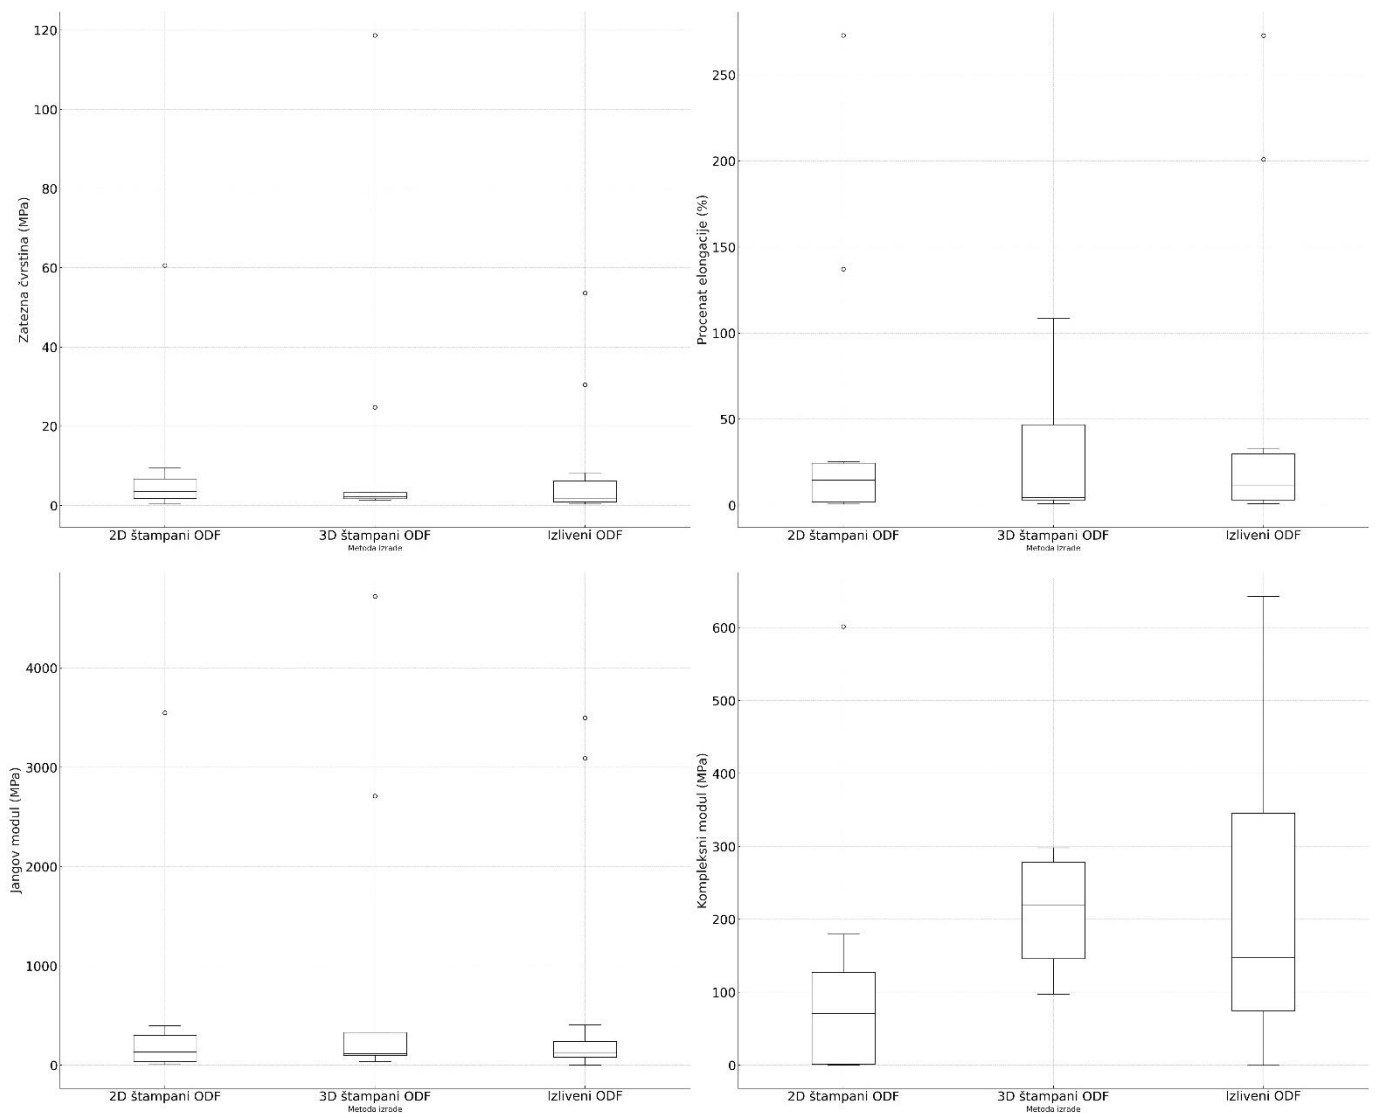 Zatezna čvrstina (MPa)
120
100
80
60
40
20
0
2D štampani ODF
3D štampani ODF
Izliveni ODF
Metoda izrade
Procenat elongacije (%)
250
200
150
100
50
0
2D štampani ODF
3D štampani ODF
Izliveni ODF
Metoda izrade
Jangov modul (MPa)
4000
3000
2000
1000
0
2D štampani ODF
3D štampani ODF
Izliveni ODF
Metoda izrade
Kompleksni modul (MPa)
600
500
400
300
200
100
0
2D štampani ODF
3D štampani ODF
Izliveni ODF
Metoda izrade